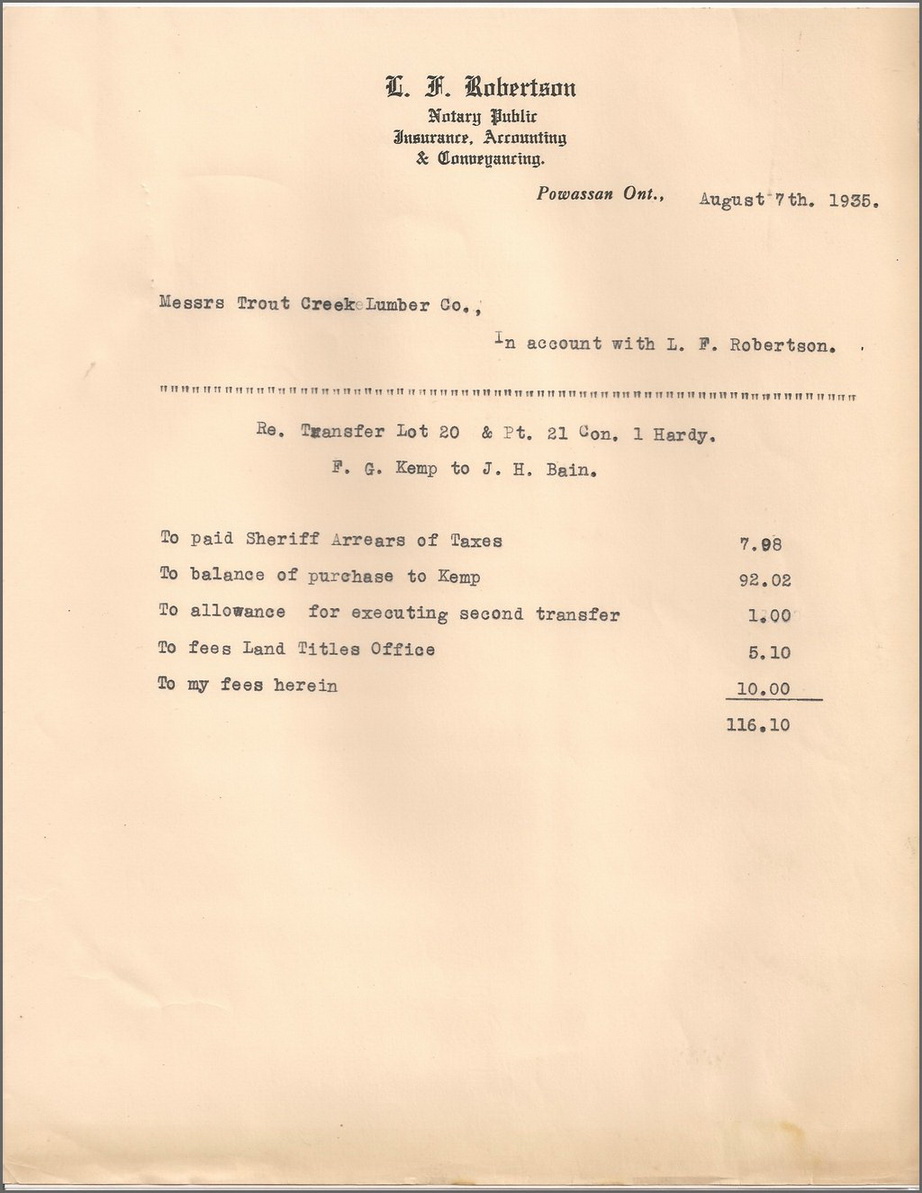 L. F. Robertson
Notary Public
Insurance, Accounting
& Conveyancing.
Powassan Ont., August 7th. 1935.
Messrs Trout Creek Lumber Co.,
In account with L. F. Robertson.
""""""""""""""""""""""""""""""""""""""""""""""""""""""""""
Re. Transfer Lot 20 & Pt. 21 Con. 1 Hardy.
F. G. Kemp to J. H. Bain.
To paid Sheriff Arrears of Taxes 7.98
To balance of purchase to Kemp 92.02
To allowance for executing second transfer 1.00
To fees Land Titles Office 5.10
To my fees herein 10.00
116.10